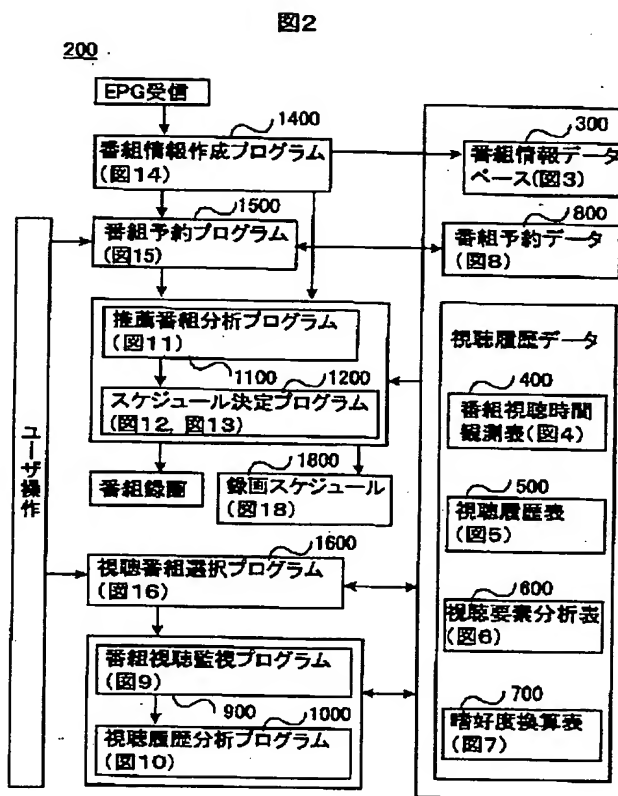 図2
200
EPG受信
1400
番組情報作成プログラム
(図14)
1500
番組予約プログラム
(図15)
推薦番組分析プログラム
(図11)
1100
1200
スケジュール決定プログラム
(図12, 図13)
番組録画
1800
録画スケジュール
(図18)
ユーザ操作
1600
視聴番組選択プログラム
(図16)
番組視聴監視プログラム
(図9)
900
1000
視聴履歴分析プログラム
(図10)
300
番組情報データ
ベース(図3)
800
番組予約データ
(図8)
視聴履歴データ
400
番組視聴時間
観測表(図4)
500
視聴履歴表
(図5)
600
視聴要素分析表
(図6)
700
嗜好度換算表
(図7)